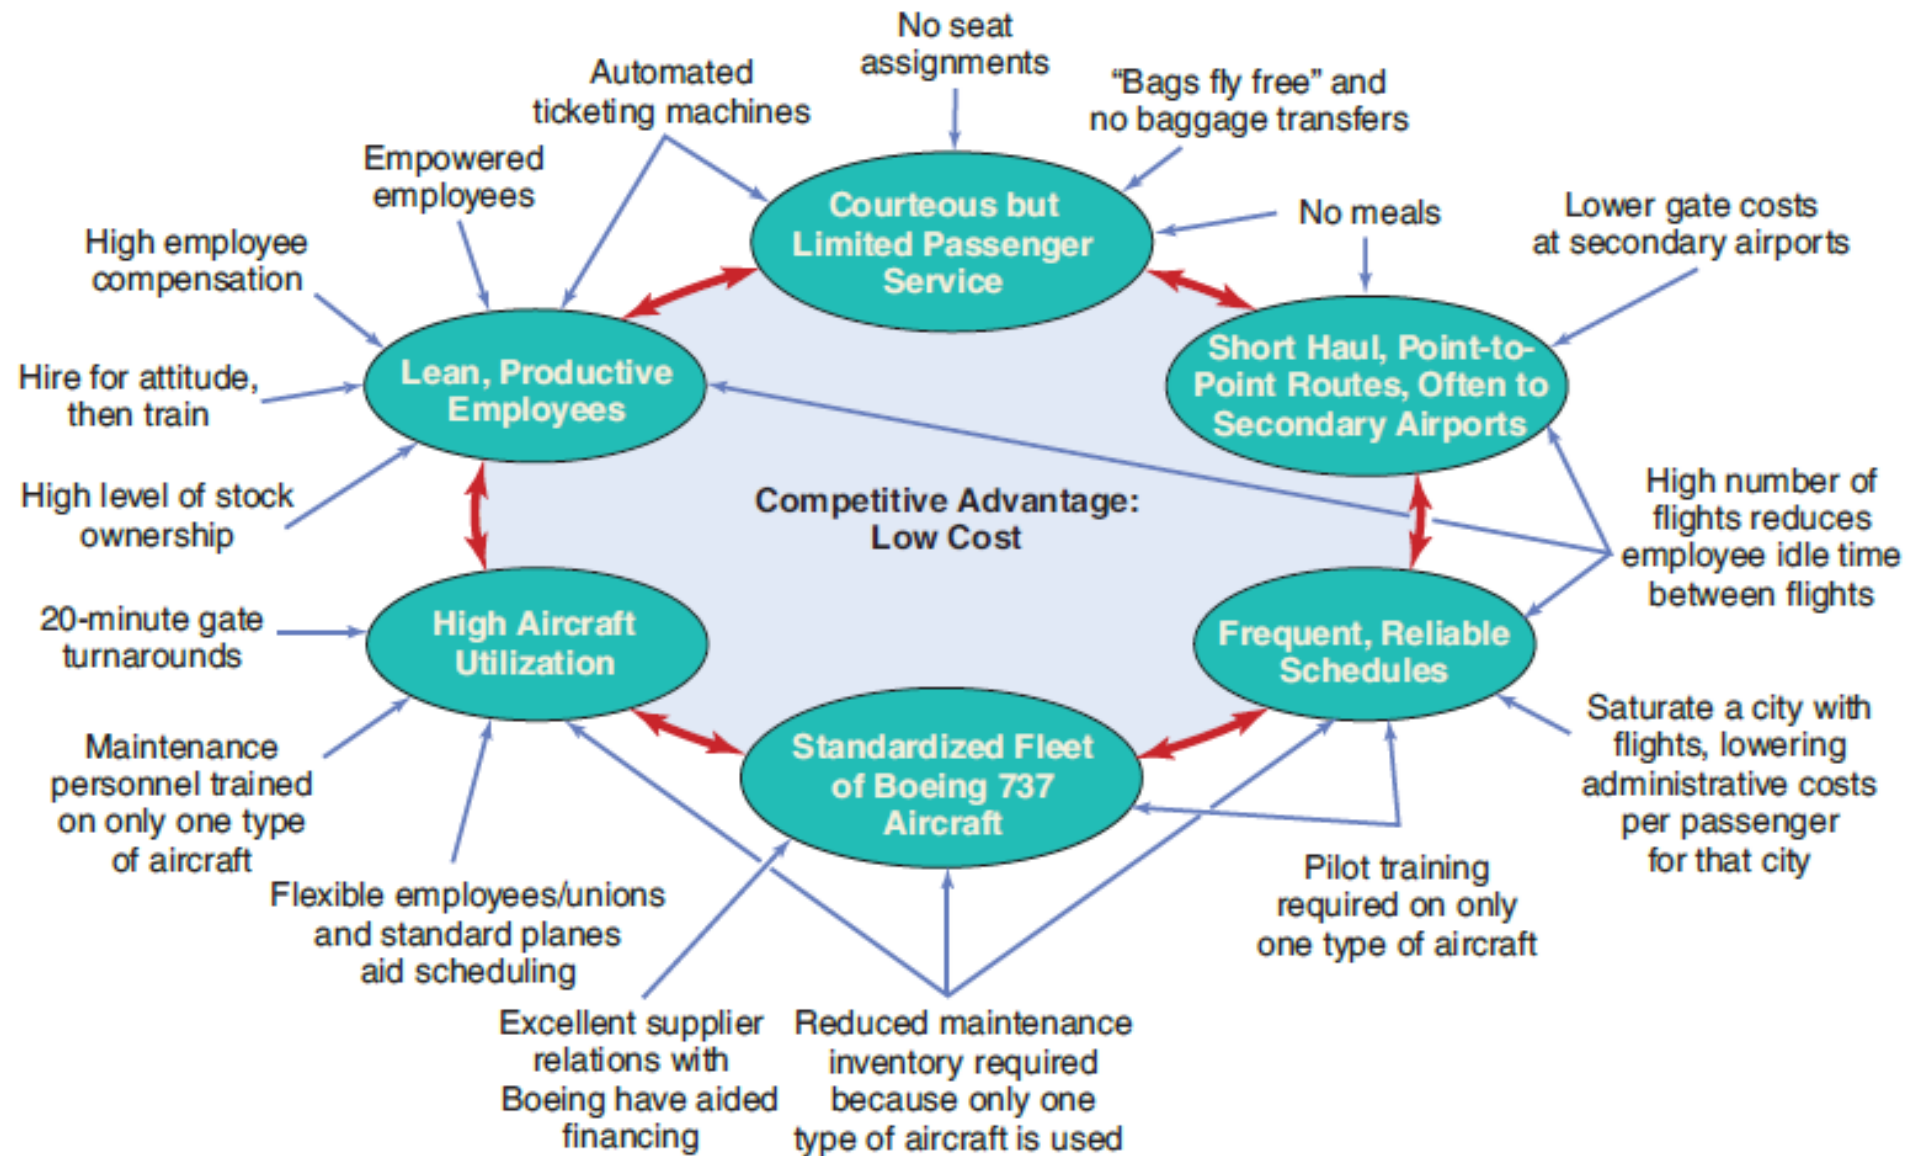 No seat
assignments
Automated
ticketing machines
“Bags fly free” and
no baggage transfers
Empowered
employees
Courteous but
Limited Passenger
Service
No meals
Lower gate costs
at secondary airports
High employee
compensation
Short Haul, Point-to-
Point Routes, Often to
Secondary Airports
Lean, Productive
Employees
Hire for attitude,
then train
High level of stock
ownership
Competitive Advantage:
Low Cost
High number of
flights reduces
employee idle time
between flights
20-minute gate
turnarounds
High Aircraft
Utilization
Frequent, Reliable
Schedules
Maintenance
personnel trained
on only one type
of aircraft
Standardized Fleet
of Boeing 737
Aircraft
Saturate a city with
flights, lowering
administrative costs
per passenger
for that city
Flexible employees/unions
and standard planes
aid scheduling
Pilot training
required on only
one type of aircraft
Excellent supplier
relations with
Boeing have aided
financing
Reduced maintenance
inventory required
because only one
type of aircraft is used